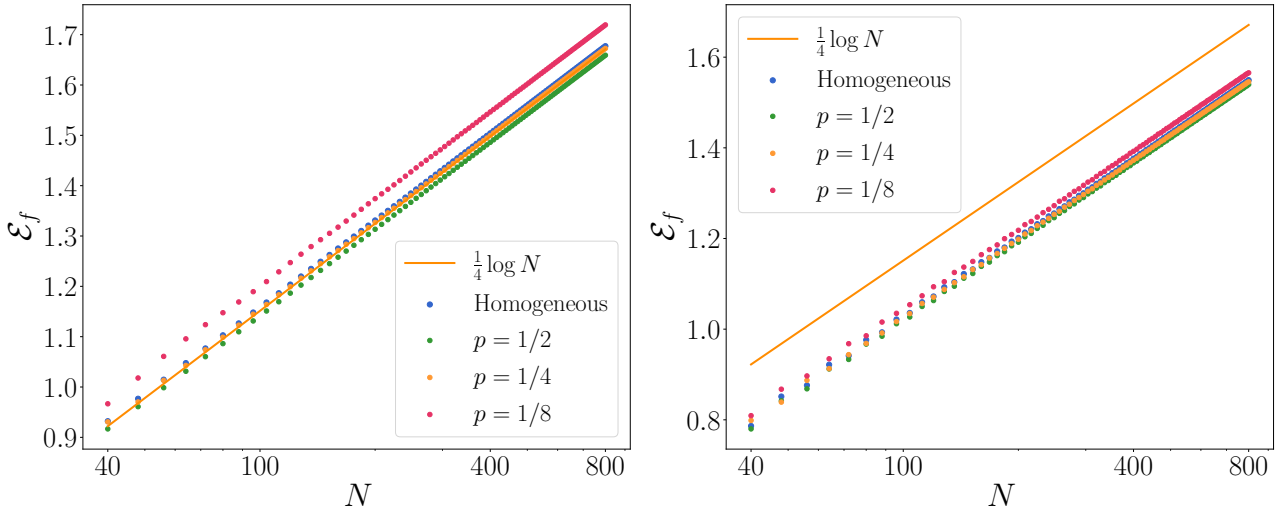 1.7
1.6
1.5
1.4
1.3
1.2
1.1
1.0
0.9
ℰ_f
1/4 log N
Homogeneous
p = 1/2
p = 1/4
p = 1/8
40
100
400
800
N
1.6
1.4
1.2
1.0
0.8
ℰ_f
1/4 log N
Homogeneous
p = 1/2
p = 1/4
p = 1/8
40
100
400
800
N